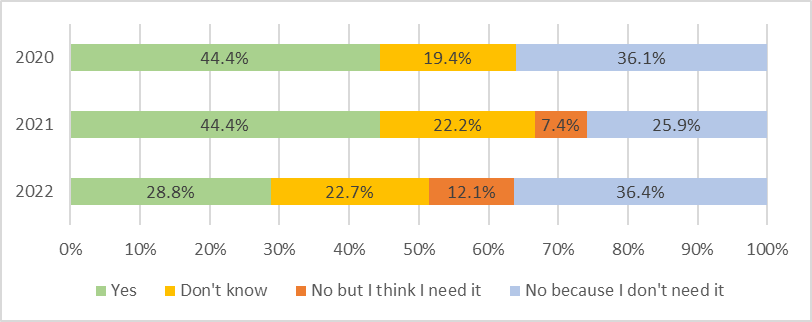 2020 44.4% 19.4% 36.1%
2021 44.4% 22.2% 7.4% 25.9%
2022 28.8% 22.7% 12.1% 36.4%
0% 10% 20% 30% 40% 50% 60% 70% 80% 90% 100%
Yes Don't know No but I think I need it No because I don't need it